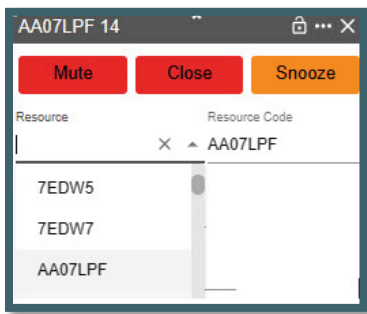 AA07LPF 14
Mute Close Snooze
Resource Resource Code
AA07LPF
7EDW5
7EDW7
AA07LPF